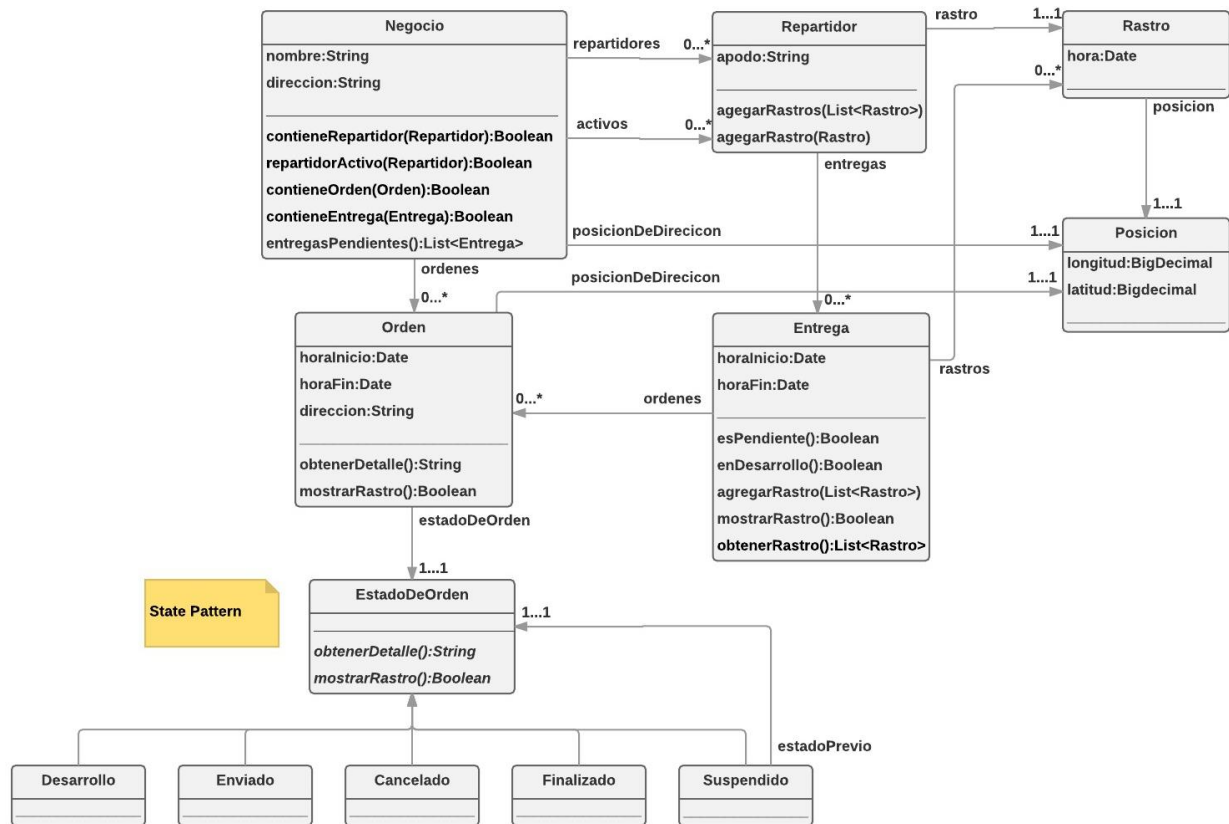 Negocio
nombre:String
direccion:String
contieneRepartidor(Repartidor):Boolean
repartidorActivo(Repartidor):Boolean
contieneOrden(Orden):Boolean
contieneEntrega(Entrega):Boolean
entregasPendientes():List<Entrega>
repartidores
0...*
activos
0...*
Repartidor
apodo:String
agegarRastros(List<Rastro>)
agegarRastro(Rastro)
rastro
1...1
Rastro
hora:Date
0...*
posicion
1...1
entregas
0...*
posicionDeDirecicon
1...1
posicionDeDirecicon
1...1
Posicion
longitud:BigDecimal
latitud:Bigdecimal
ordenes
0...*
Orden
horaInicio:Date
horaFin:Date
direccion:String
obtenerDetalle():String
mostrarRastro():Boolean
0...*
ordenes
Entrega
horaInicio:Date
horaFin:Date
esPendiente():Boolean
enDesarrollo():Boolean
agregarRastro(List<Rastro>)
mostrarRastro():Boolean
obtenerRastro():List<Rastro>
rastros
estadoDeOrden
1...1
State Pattern
EstadoDeOrden
obtenerDetalle():String
mostrarRastro():Boolean
1...1
estadoPrevio
Desarrollo
Enviado
Cancelado
Finalizado
Suspendido